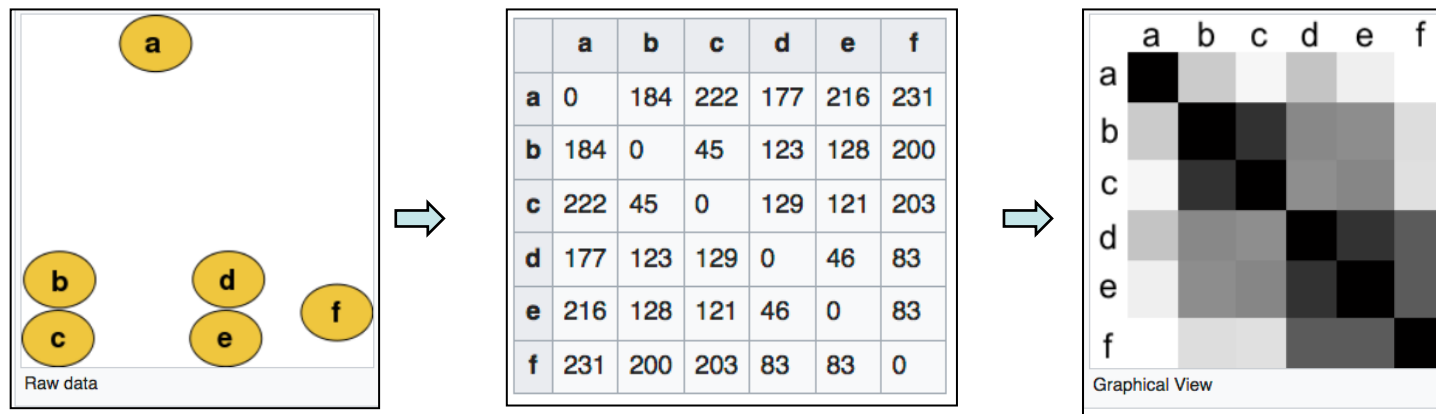 a
b
d
f
c
e
Raw data
a b c d e f
a 0 184 222 177 216 231
b 184 0 45 123 128 200
c 222 45 0 129 121 203
d 177 123 129 0 46 83
e 216 128 121 46 0 83
f 231 200 203 83 83 0
a b c d e f
a
b
c
d
e
f
Graphical View